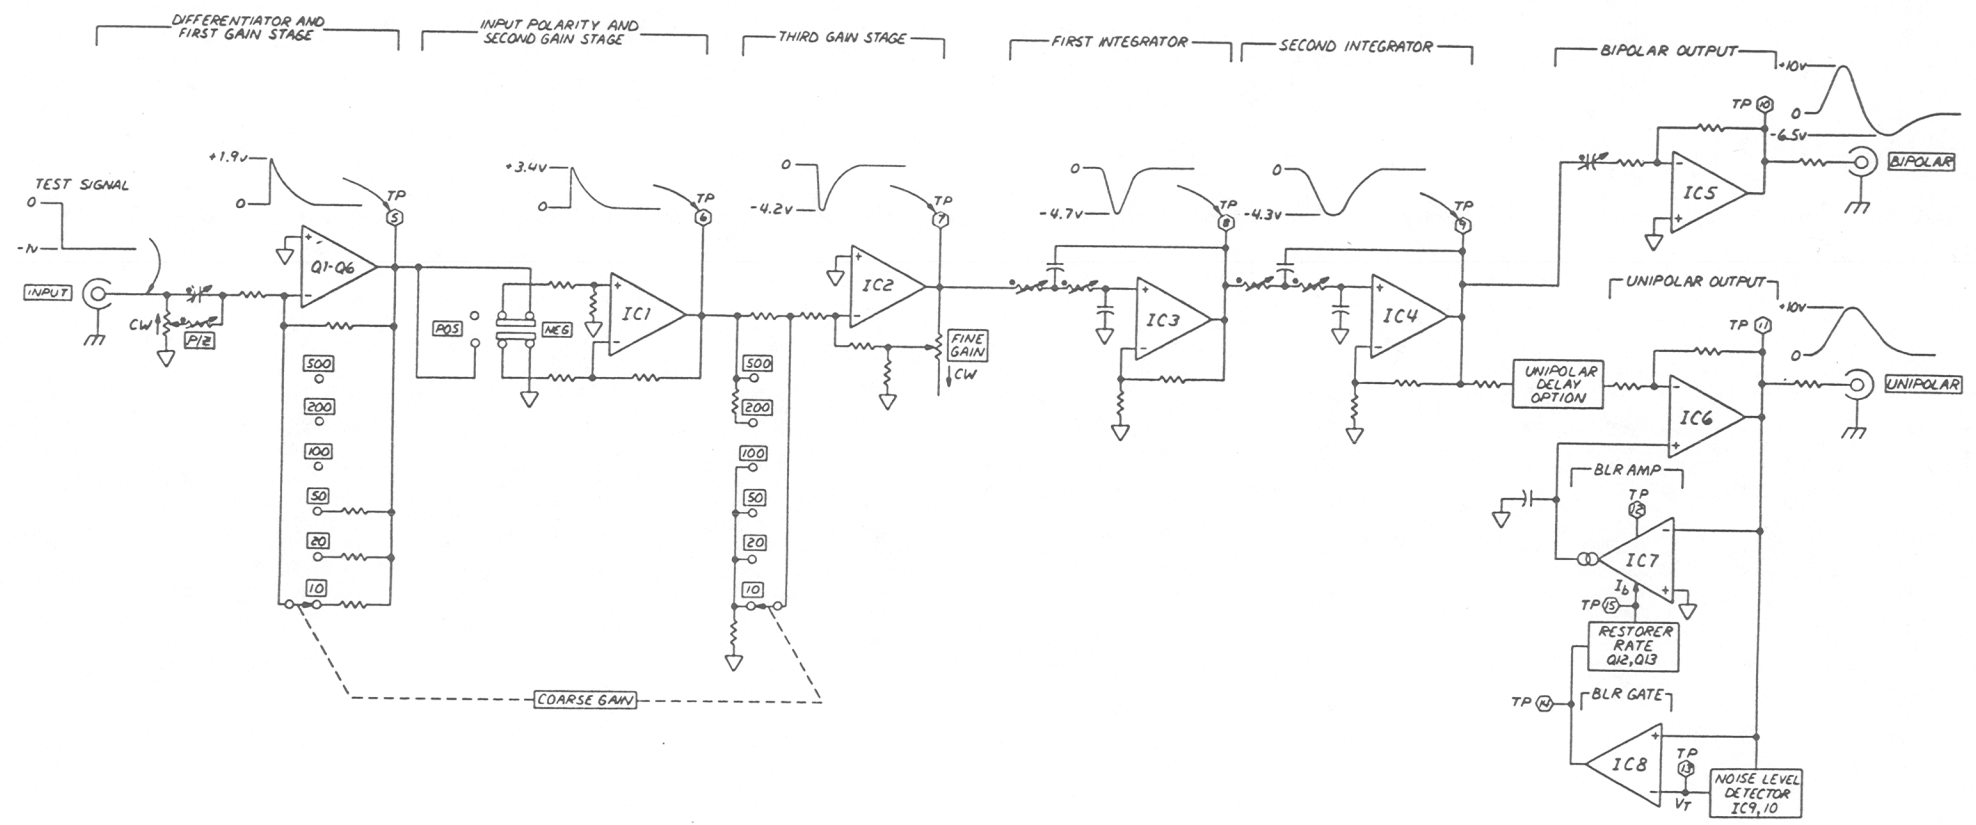 DIFFERENTIATOR AND
FIRST GAIN STAGE
INPUT POLARITY AND
SECOND GAIN STAGE
THIRD GAIN STAGE
FIRST INTEGRATOR
SECOND INTEGRATOR
BIPOLAR OUTPUT
+10V
0
-6.5V
TP 10
IC5
BIPOLAR
TEST SIGNAL
0
-1V
INPUT
CW
P/Z
+1.9V
0
TP
5
+
-
Q1-Q6
500
200
100
50
20
10
+3.4V
0
TP
6
POS
NEG
+
-
IC1
500
200
100
50
20
10
COARSE GAIN
0
-4.2V
TP
7
+
-
IC2
FINE
GAIN
CW
0
-4.7V
TP
8
+
-
IC3
0
-4.3V
TP
9
+
-
IC4
-
+
UNIPOLAR OUTPUT
+10V
0
TP 11
UNIPOLAR
DELAY
OPTION
-
IC6
+
UNIPOLAR
BLR AMP
TP
12
-
IC7
+
Ib
TP 15
RESTORER
RATE
Q12,Q13
TP 14
BLR GATE
+
IC8
-
TP
13
VT
NOISE LEVEL
DETECTOR
IC9,10